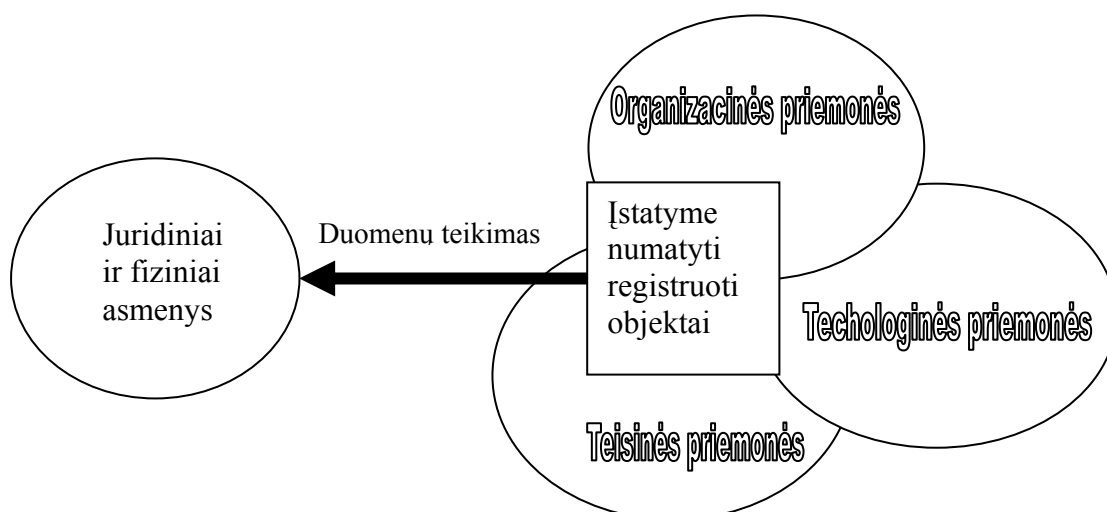 Organizacinės priemonės
Juridiniai
ir fiziniai
asmenys
Duomenų teikimas
Įstatyme
numatyti
registruoti
objektai
Techologinės priemonės
Teisinės priemonės